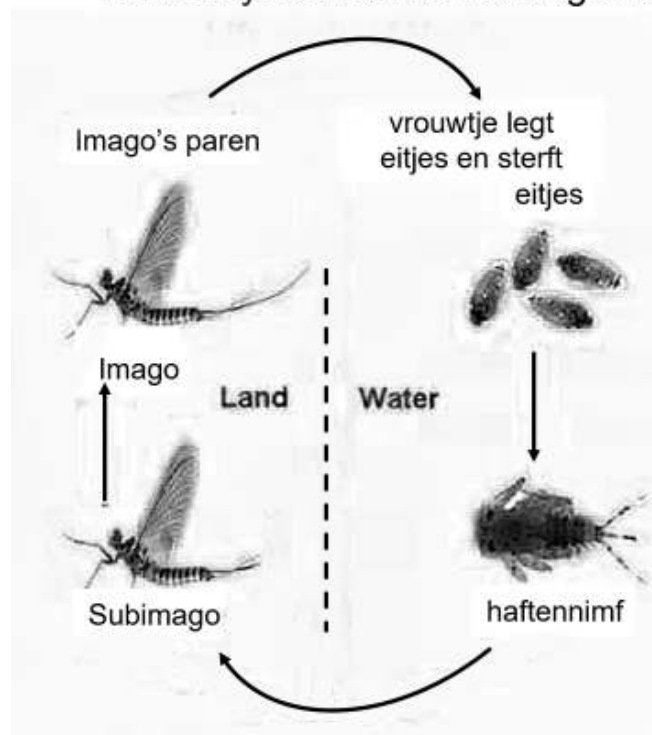 Imago's paren
vrouwtje legt
eitjes en sterft
eitjes
Imago
Land
Water
Subimago
haftennimf